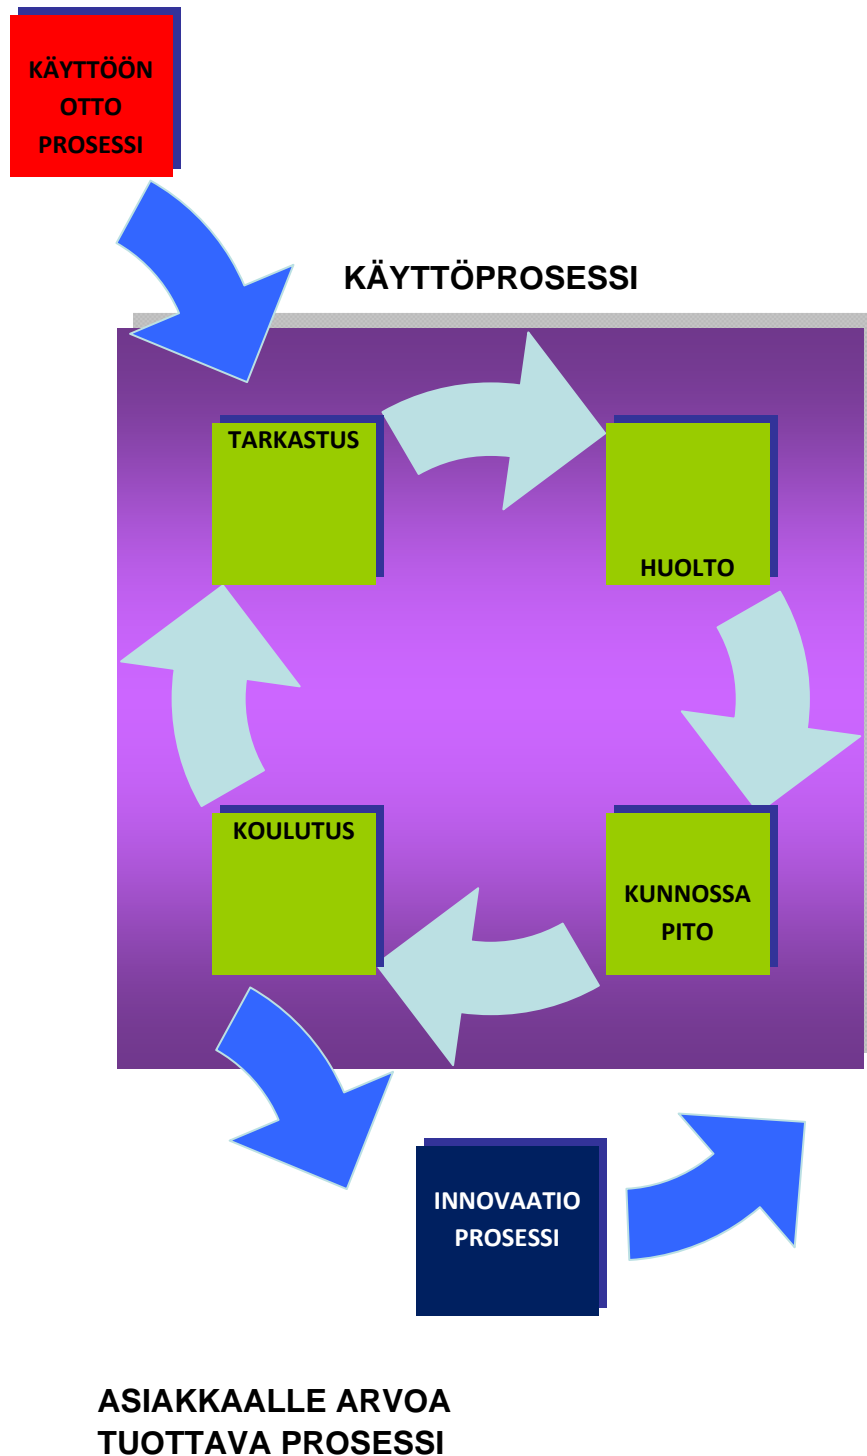 KÄYTTÖÖN
OTTO
PROSESSI
KÄYTTÖPROSESSI
TARKASTUS
HUOLTO
KOULUTUS
KUNNOSSA
PITO
INNOVAATIO
PROSESSI
ASIAKKAALLE ARVOA
TUOTTAVA PROSESSI